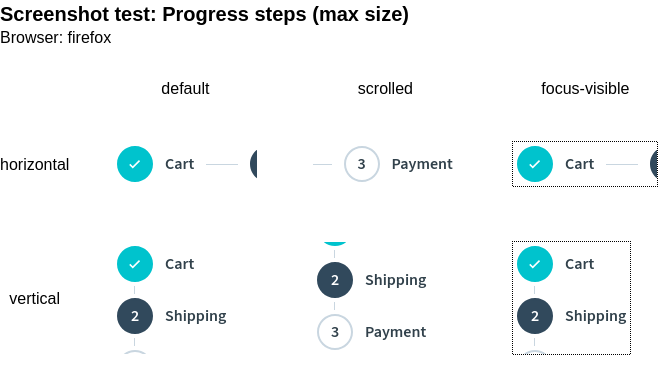 Screenshot test: Progress steps (max size)
Browser: firefox
default scrolled focus-visible
horizontal Cart 3 Payment Cart
Cart Cart
2 Shipping
vertical 2 Shipping 2 Shipping
3 Payment